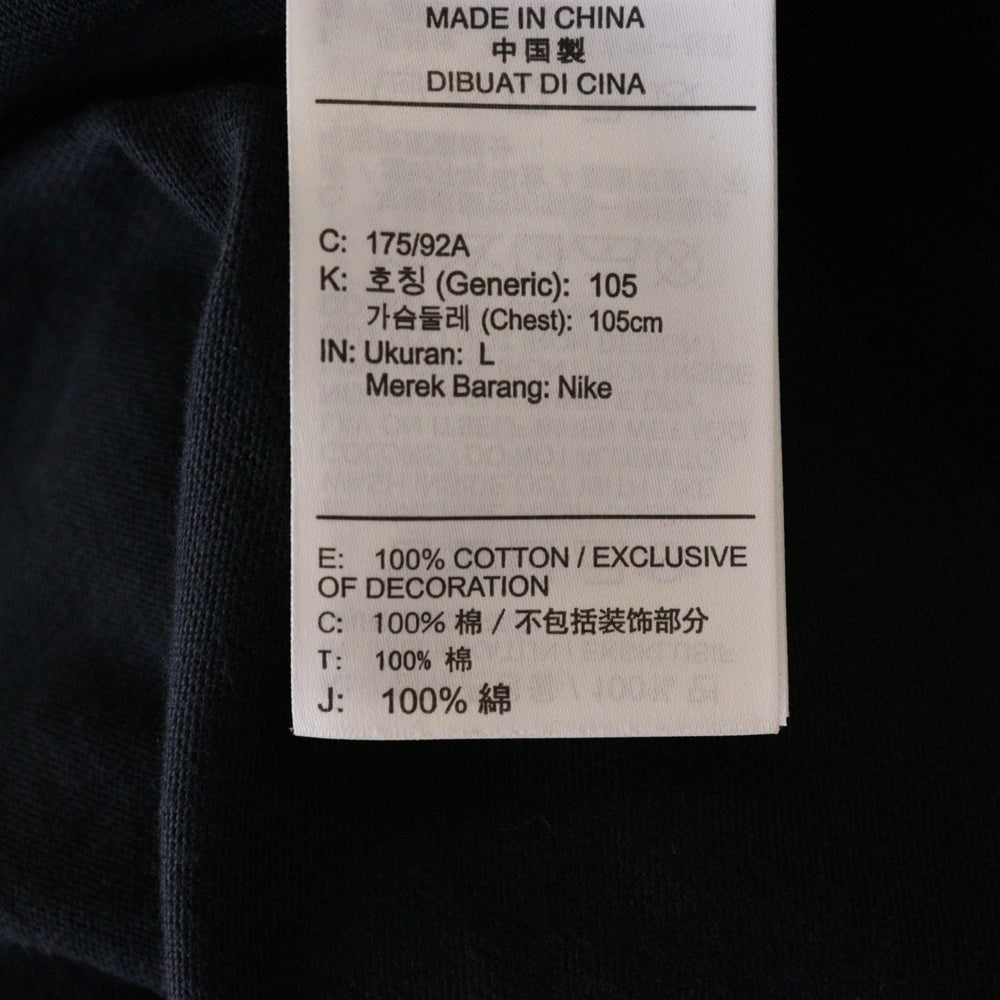 MADE IN CHINA
中国製
DIBUAT DI CINA
C: 175/92A
K: 호칭 (Generic): 105
가슴둘레 (Chest): 105cm
IN: Ukuran: L
Merek Barang: Nike
E: 100% COTTON / EXCLUSIVE
OF DECORATION
C: 100% 棉 / 不包括装饰部分
T: 100% 棉
J: 100% 綿